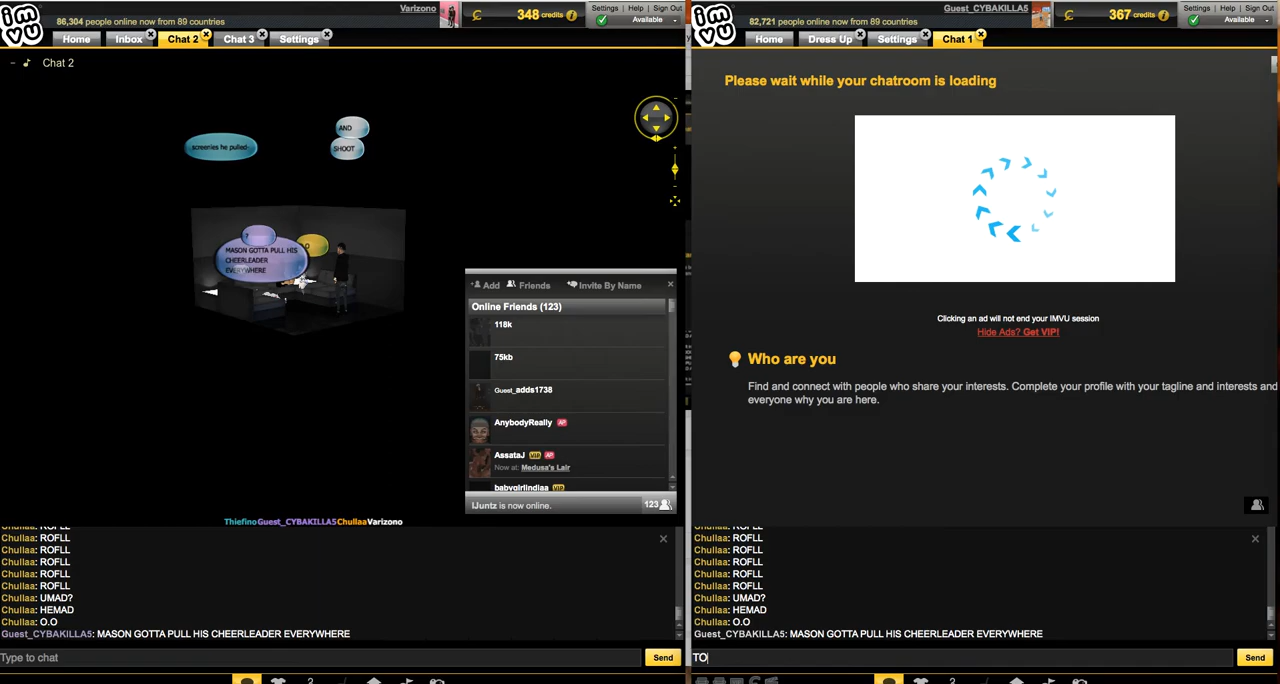 imvu
86,304 people online now from 89 countries
Varizono
348 credits
Settings | Help | Sign Out
Available
Home
Inbox
Chat 2
Chat 3
Settings
Chat 2
screenies he pulled
AND
SHOOT
MASON GOTTA PULL HIS
CHEERLEADER
EVERYWHERE
Add
Friends
Invite By Name
Online Friends (123)
118k
75kb
Guest_adds1738
AnybodyReally AP
AssataJ VIP AP
Now at: Medusa's Lair
babygirlindiaa VIP
IJuntz is now online.
123
ThiefinoGuest_CYBAKILLA5ChullaaVarizono
Chullaa: ROFLL
Chullaa: ROFLL
Chullaa: ROFLL
Chullaa: ROFLL
Chullaa: ROFLL
Chullaa: ROFLL
Chullaa: UMAD?
Chullaa: HEMAD
Chullaa: O.O
Guest_CYBAKILLA5: MASON GOTTA PULL HIS CHEERLEADER EVERYWHERE
Type to chat
Send
imvu
82,721 people online now from 89 countries
Guest_CYBAKILLA5
367 credits
Settings | Help | Sign Out
Available
Home
Dress Up
Settings
Chat 1
Please wait while your chatroom is loading
Clicking an ad will not end your IMVU session
Hide Ads? Get VIP!
Who are you
Find and connect with people who share your interests. Complete your profile with your tagline and interests and
everyone why you are here.
Chullaa: ROFLL
Chullaa: ROFLL
Chullaa: ROFLL
Chullaa: ROFLL
Chullaa: ROFLL
Chullaa: ROFLL
Chullaa: UMAD?
Chullaa: HEMAD
Chullaa: O.O
Guest_CYBAKILLA5: MASON GOTTA PULL HIS CHEERLEADER EVERYWHERE
TO
Send